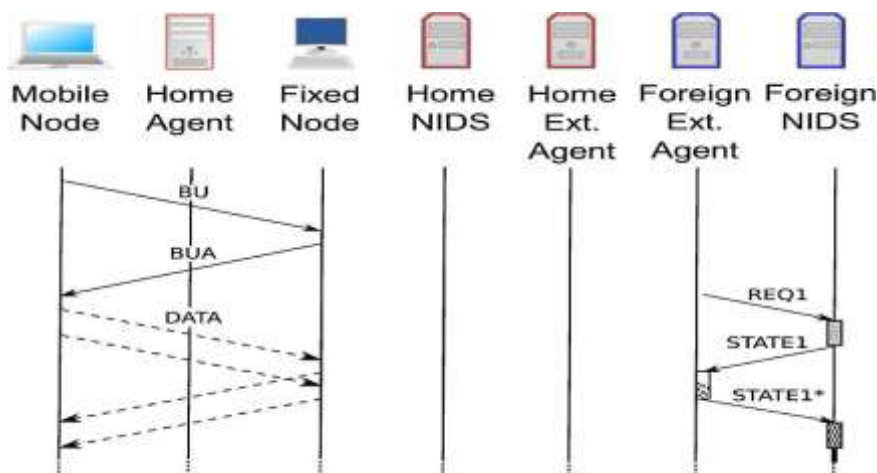 Mobile Node
Home Agent
Fixed Node
Home NIDS
Home Ext. Agent
Foreign Ext. Agent
Foreign NIDS
BU
BUA
REQ1
DATA
STATE1
STATE1*